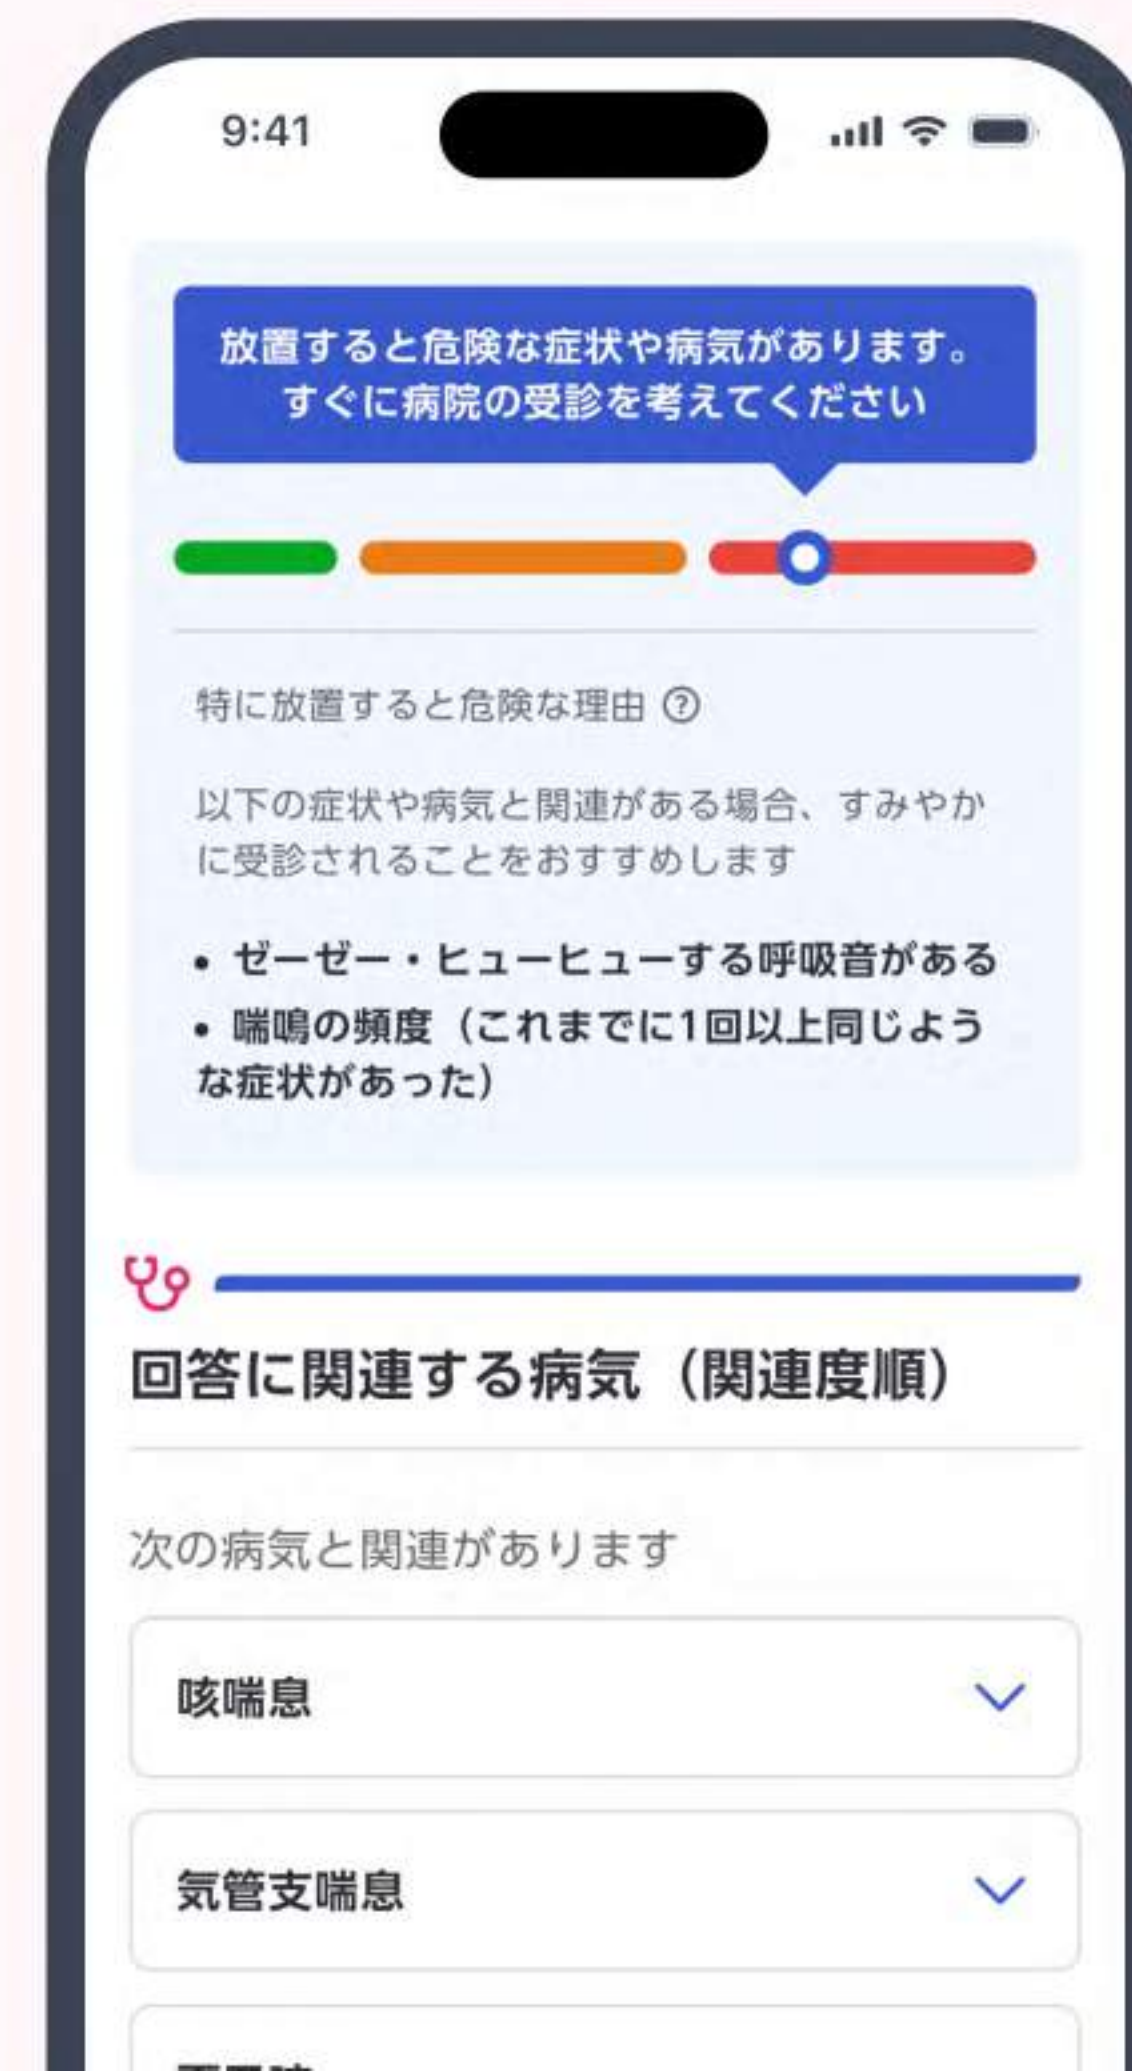 9:41
放置すると危険な症状や病気があります。
すぐに病院の受診を考えてください
特に放置すると危険な理由 ?
以下の症状や病気と関連がある場合、すみやか
に受診されることをおすすめします
• ゼーゼー・ヒューヒューする呼吸音がある
• 喘鳴の頻度（これまでに1回以上同じよう
な症状があった）
回答に関連する病気（関連度順）
次の病気と関連があります
咳喘息
気管支喘息